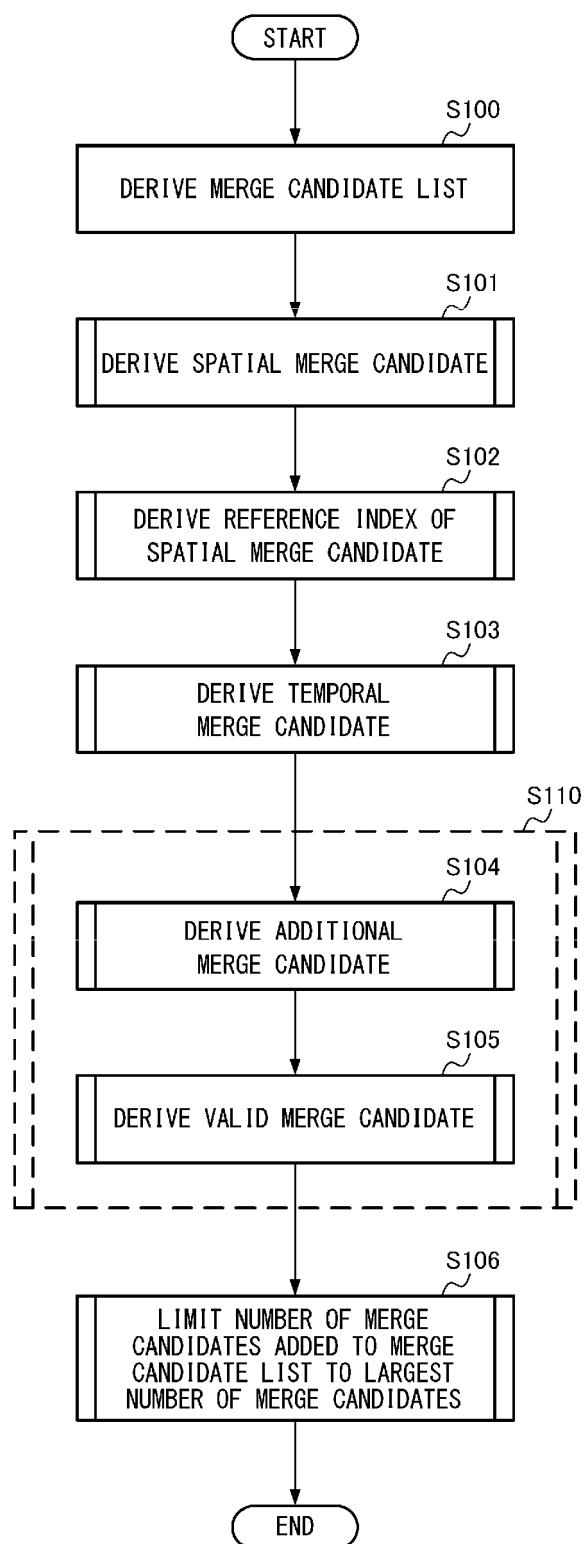 START
S100
DERIVE MERGE CANDIDATE LIST
S101
DERIVE SPATIAL MERGE CANDIDATE
S102
DERIVE REFERENCE INDEX OF
SPATIAL MERGE CANDIDATE
S103
DERIVE TEMPORAL
MERGE CANDIDATE
S110
S104
DERIVE ADDITIONAL
MERGE CANDIDATE
S105
DERIVE VALID MERGE CANDIDATE
S106
LIMIT NUMBER OF MERGE
CANDIDATES ADDED TO MERGE
CANDIDATE LIST TO LARGEST
NUMBER OF MERGE CANDIDATES
END